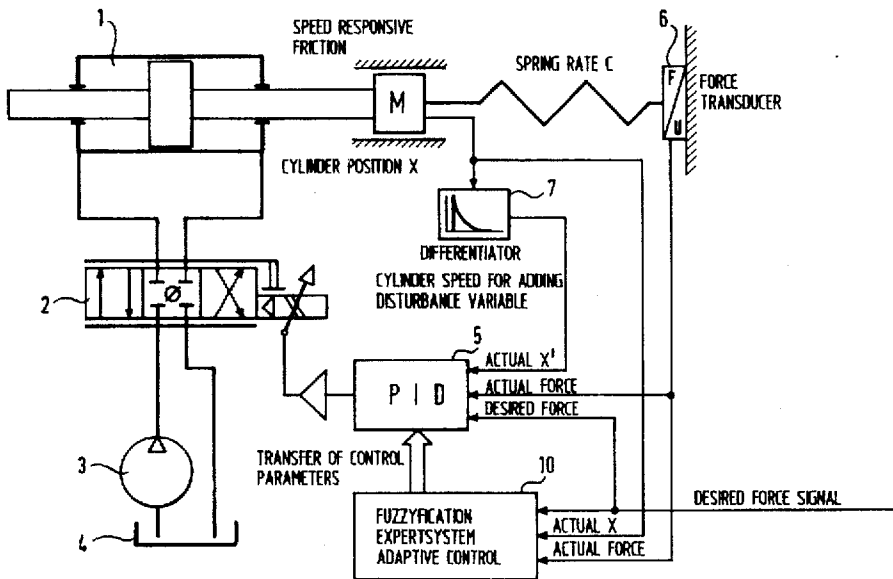 1
SPEED RESPONSIVE
FRICTION
6
SPRING RATE C
F
U
FORCE
TRANSDUCER
M
CYLINDER POSITION X
7
DIFFERENTIATOR
2
Ø
CYLINDER SPEED FOR ADDING
DISTURBANCE VARIABLE
5
ACTUAL X'
P I D
ACTUAL FORCE
DESIRED FORCE
3
TRANSFER OF CONTROL
PARAMETERS
10
DESIRED FORCE SIGNAL
FUZZYFICATION
EXPERTSYSTEM
ADAPTIVE CONTROL
ACTUAL X
ACTUAL FORCE
4